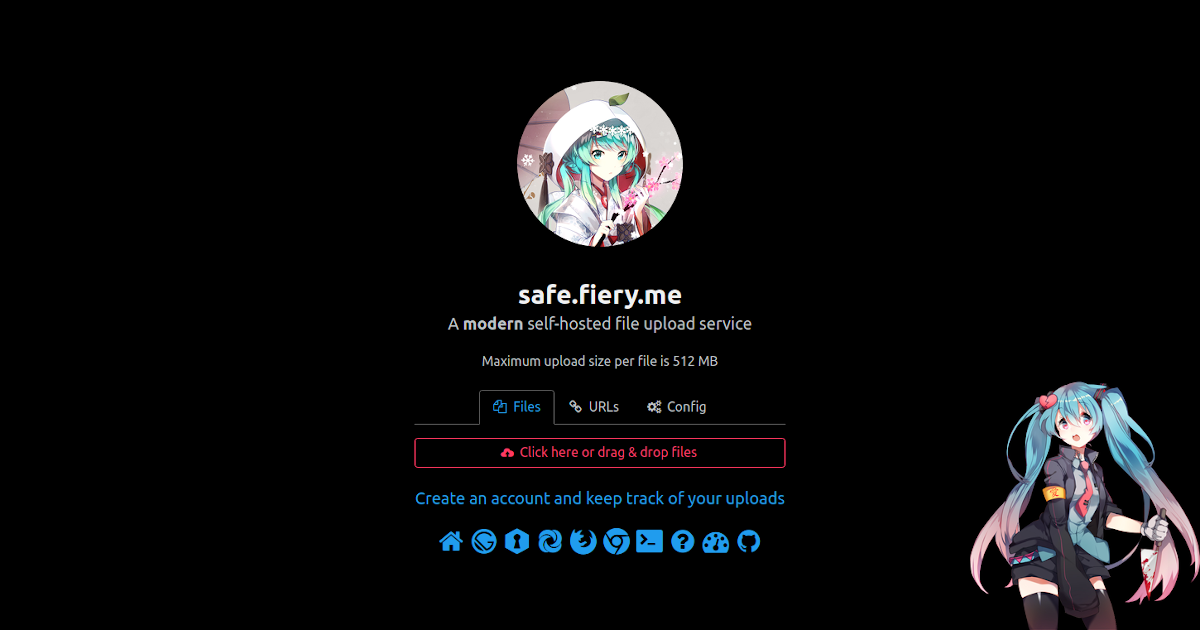 safe.fiery.me
A modern self-hosted file upload service
Maximum upload size per file is 512 MB
Files URLs Config
Click here or drag & drop files
Create an account and keep track of your uploads